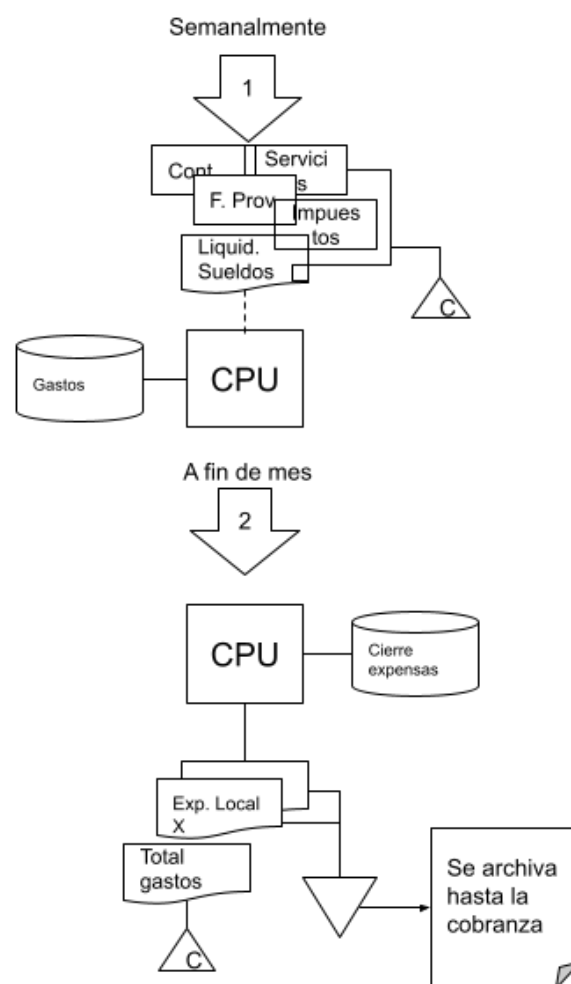 Semanalmente
1
Cont
Servici
s
F. Prov
Impues
tos
Liquid.
Sueldos
C
Gastos
CPU
A fin de mes
2
CPU
Cierre
expensas
Exp. Local
X
Total
gastos
C
Se archiva
hasta la
cobranza